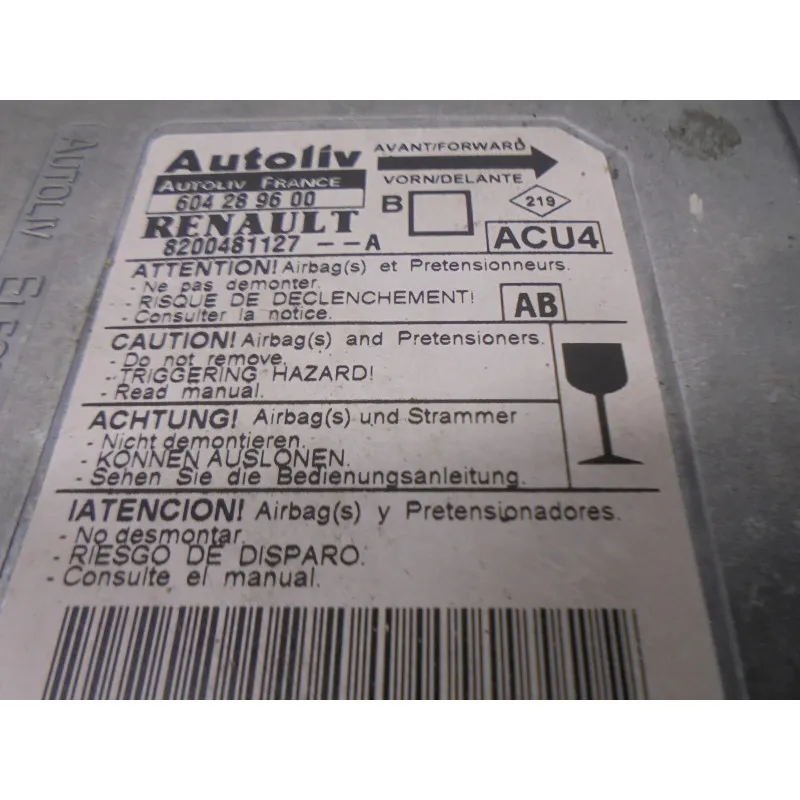 Autoliv
AVANT/FORWARD
AUTOLIV FRANCE
VORN/DELANTE
604 28 96 00
B
219
RENAULT
ACU4
8200481127 --A
ATTENTION! Airbag(s) et Pretensionneurs.
- Ne pas demonter.
- RISQUE DE DECLENCHEMENT!
- Consulter la notice.
AB
CAUTION! Airbag(s) and Pretensioners.
- Do not remove.
- TRIGGERING HAZARD!
- Read manual.
ACHTUNG! Airbag(s) und Strammer
- Nicht demontieren.
- KONNEN AUSLONEN.
- Sehen Sie die Bedienungsanleitung.
IATENCION! Airbag(s) y Pretensionadores.
- No desmontar.
- RIESGO DE DISPARO.
- Consulte el manual.
AUTOLIV